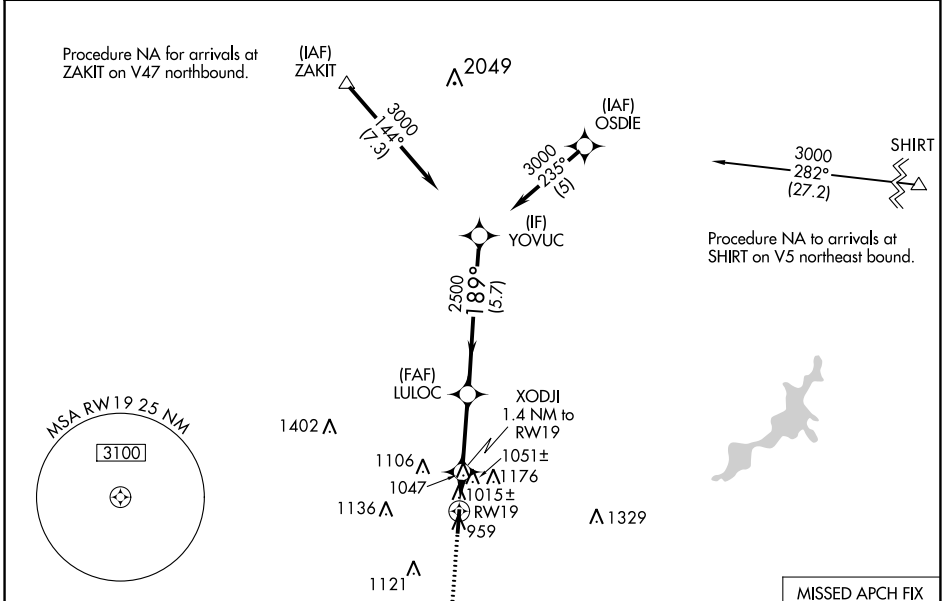 Procedure NA for arrivals at
ZAKIT on V47 northbound.
(IAF)
ZAKIT
3000
144°
(7.3)
2049
(IAF)
OSDIE
3000
235°
(5)
SHIRT
3000
282°
(27.2)
Procedure NA to arrivals at
SHIRT on V5 northeast bound.
(IF)
YOVUC
2500
189°
(5.7)
(FAF)
LULOC
XODJI
1.4 NM to
RW19
MSA RW19 25 NM
3100
1402
1106
1047
1051±
1176
1015±
RW19
959
1136
1329
1121
MISSED APCH FIX